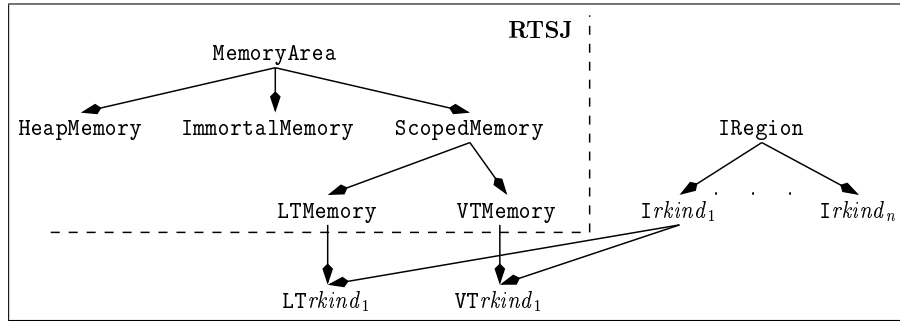 RTSJ
MemoryArea
HeapMemory ImmortalMemory ScopedMemory IRegion
LTMemory VTMemory Irkind₁ . . . Irkindₙ
LTrkind₁ VTrkind₁